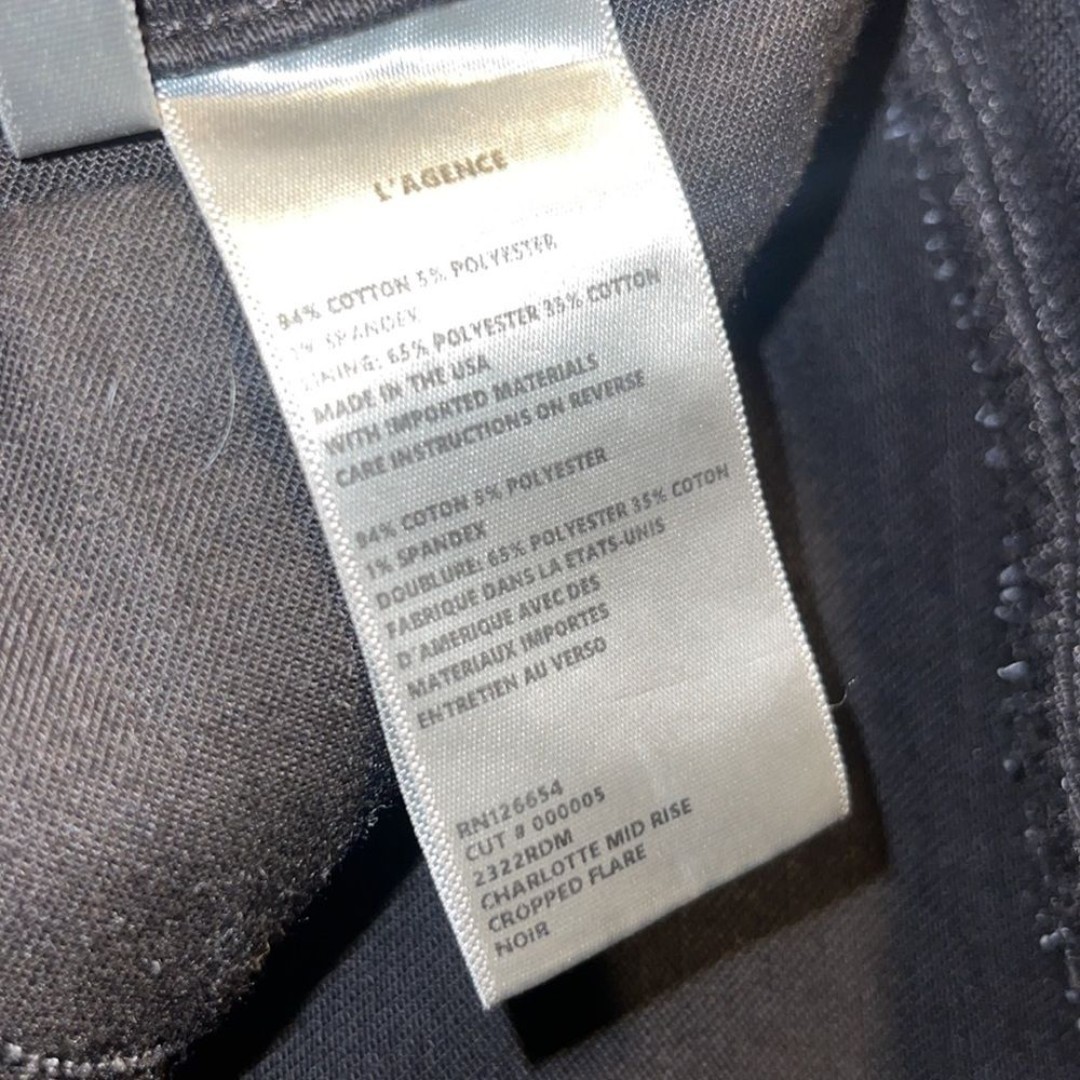 L'AGENCE
94% COTTON 5% POLYESTER
1% SPANDEX
LINING: 65% POLYESTER 35% COTTON
MADE IN THE USA
WITH IMPORTED MATERIALS
CARE INSTRUCTIONS ON REVERSE
94% COTON 5% POLYESTER
1% SPANDEX
DOUBLURE: 65% POLYESTER 35% COTON
FABRIQUE DANS LA ETATS-UNIS
D'AMERIQUE AVEC DES
MATERIAUX IMPORTES
ENTRETIEN AU VERSO
RN126654
CUT # 000005
2322RDM
CHARLOTTE MID RISE
CROPPED FLARE
NOIR